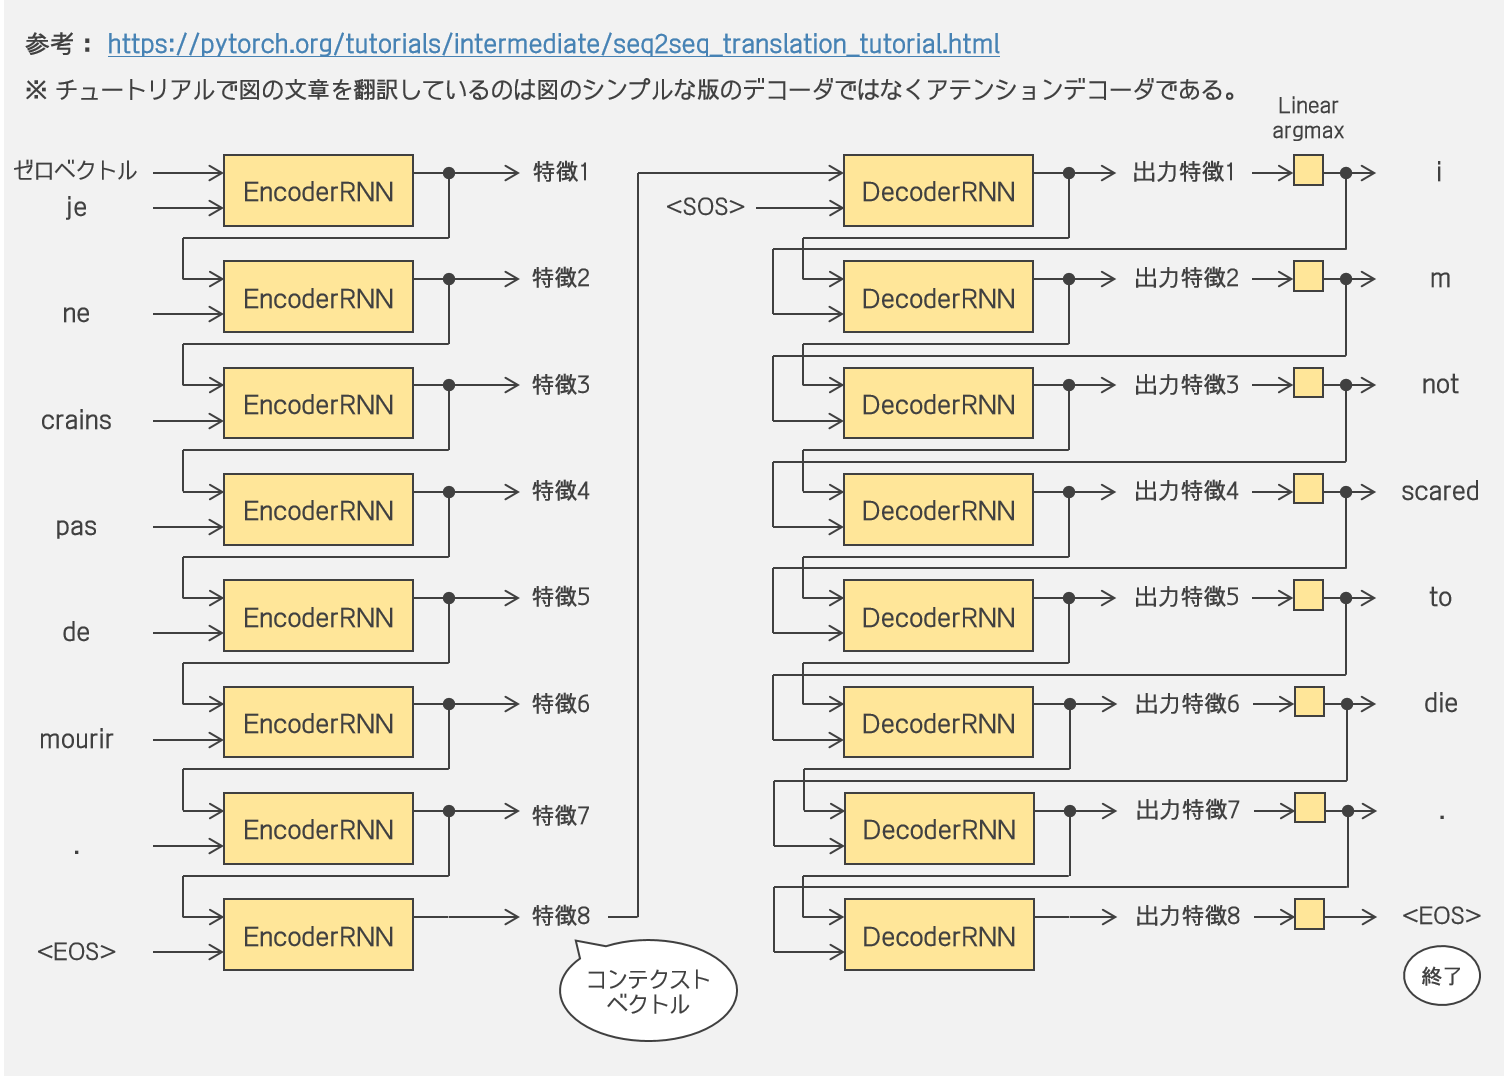 参考： https://pytorch.org/tutorials/intermediate/seq2seq_translation_tutorial.html
※ チュートリアルで図の文章を翻訳しているのは図のシンプルな版のデコーダではなくアテンションデコーダである。
Linear
argmax
ゼロベクトル
je
EncoderRNN
特徴1
<SOS>
DecoderRNN
出力特徴1
i
ne
EncoderRNN
特徴2
DecoderRNN
出力特徴2
m
crains
EncoderRNN
特徴3
DecoderRNN
出力特徴3
not
pas
EncoderRNN
特徴4
DecoderRNN
出力特徴4
scared
de
EncoderRNN
特徴5
DecoderRNN
出力特徴5
to
mourir
EncoderRNN
特徴6
DecoderRNN
出力特徴6
die
.
EncoderRNN
特徴7
DecoderRNN
出力特徴7
.
<EOS>
EncoderRNN
特徴8
DecoderRNN
出力特徴8
<EOS>
コンテクスト
ベクトル
終了